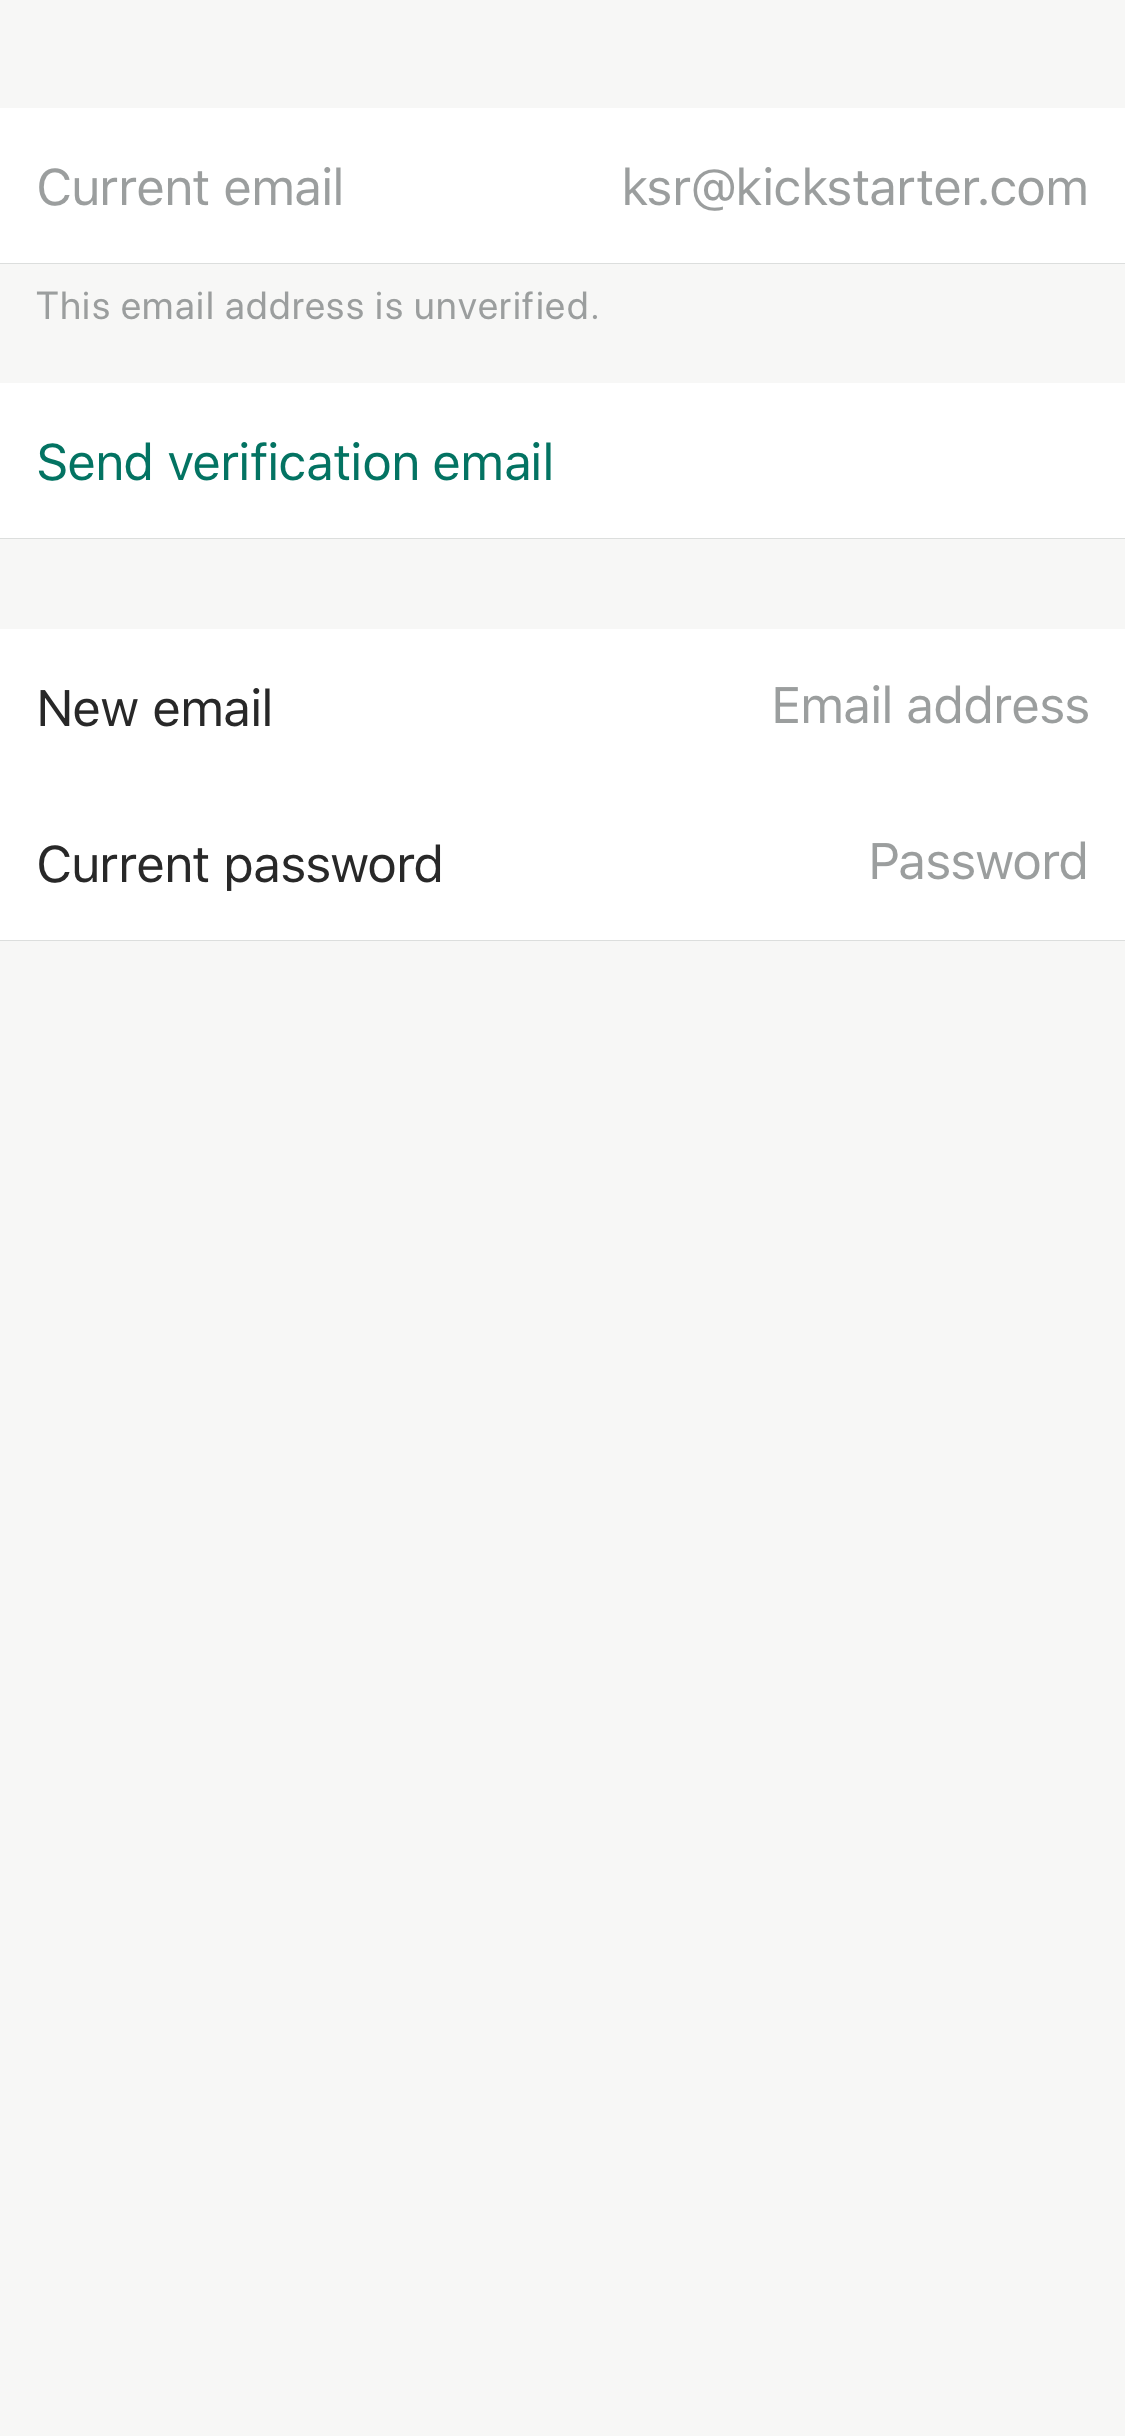 Current email ksr@kickstarter.com
This email address is unverified.
Send verification email
New email Email address
Current password Password